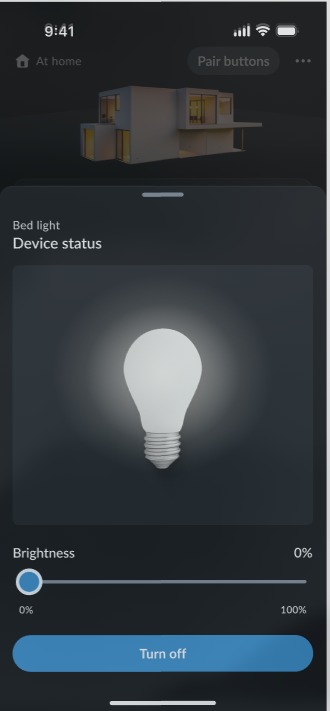 9:41
At home
Pair buttons
Bed light
Device status
Brightness 0%
0% 100%
Turn off